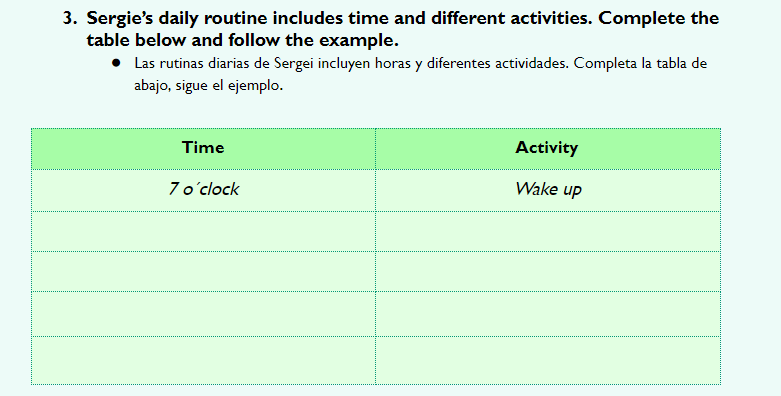 3. Sergie's daily routine includes time and different activities. Complete the
table below and follow the example.
● Las rutinas diarias de Sergei incluyen horas y diferentes actividades. Completa la tabla de
abajo, sigue el ejemplo.
Time Activity
7 o´clock Wake up